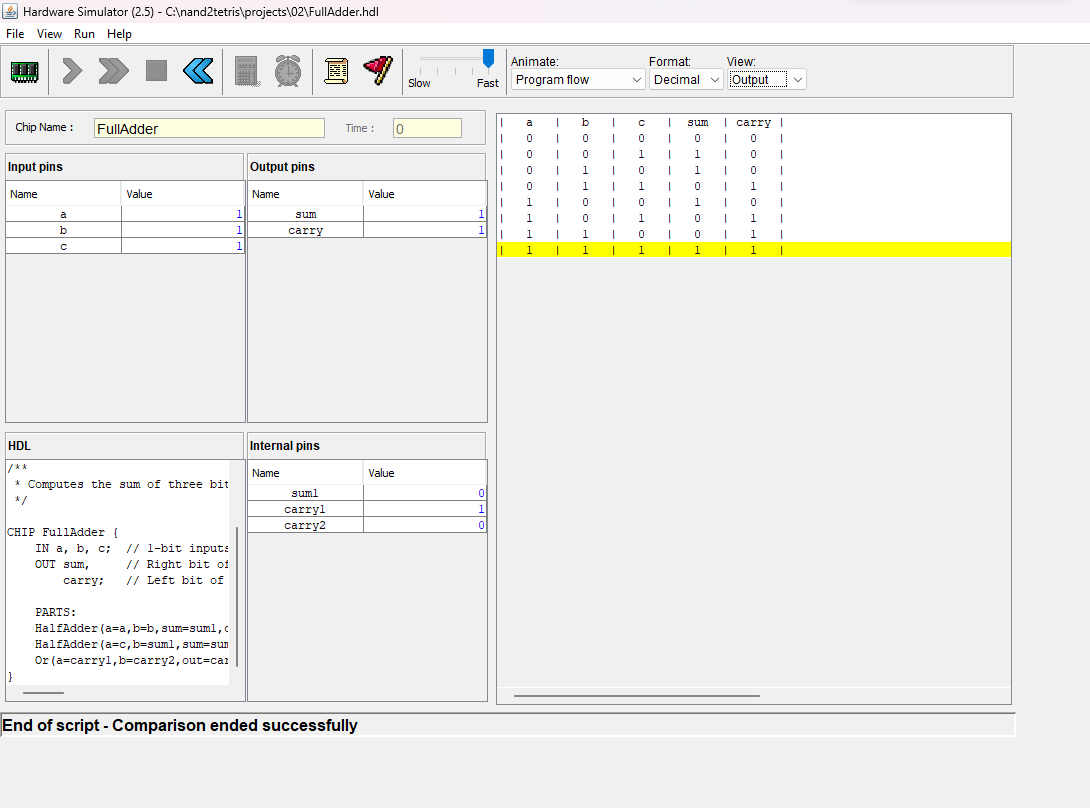 Hardware Simulator (2.5) - C:\nand2tetris\projects\02\FullAdder.hdl
File View Run Help
Slow Fast
Animate: Format: View:
Program flow Decimal Output
Chip Name : FullAdder Time : 0
Input pins
Name Value
a 1
b 1
c 1
Output pins
Name Value
sum 1
carry 1
HDL
/**
* Computes the sum of three bit
*/
CHIP FullAdder {
IN a, b, c; // 1-bit inputs
OUT sum, // Right bit of
carry; // Left bit of
PARTS:
HalfAdder(a=a,b=b,sum=sum1,c
HalfAdder(a=c,b=sum1,sum=sum
Or(a=carry1,b=carry2,out=car
}
Internal pins
Name Value
sum1 0
carry1 1
carry2 0
| a | b | c | sum | carry |
| 0 | 0 | 0 | 0 | 0 |
| 0 | 0 | 1 | 1 | 0 |
| 0 | 1 | 0 | 1 | 0 |
| 0 | 1 | 1 | 0 | 1 |
| 1 | 0 | 0 | 1 | 0 |
| 1 | 0 | 1 | 0 | 1 |
| 1 | 1 | 0 | 0 | 1 |
| 1 | 1 | 1 | 1 | 1 |
End of script - Comparison ended successfully